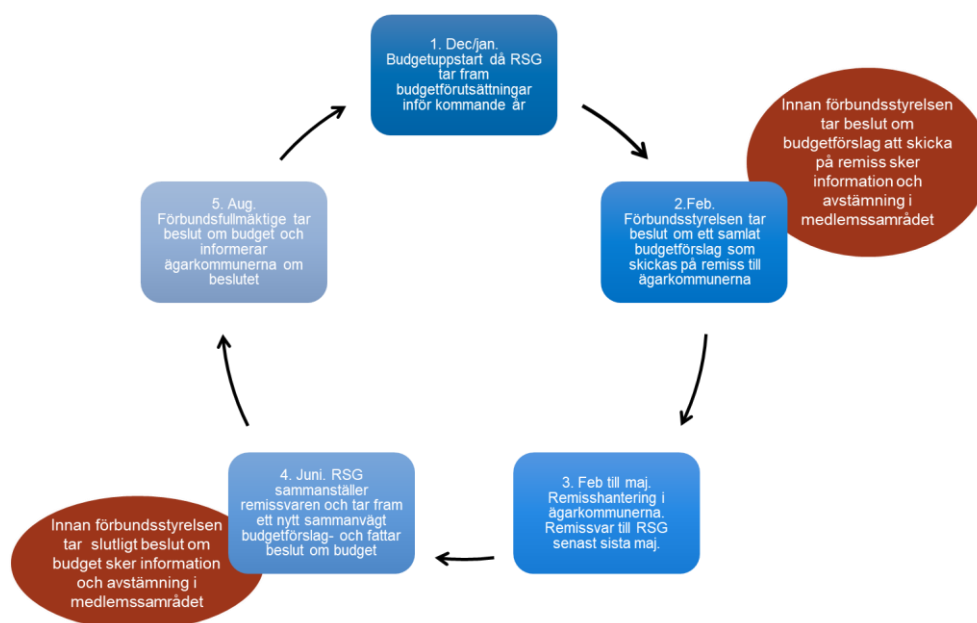 1. Dec/jan.
Budgetuppstart då RSG
tar fram
budgetförutsättningar
inför kommande år
Innan förbundsstyrelsen
tar beslut om
budgetförslag att skicka
på remiss sker
information och
avstämning i
medlemssamrådet
2.Feb.
Förbundsstyrelsen tar
beslut om ett samlat
budgetförslag som
skickas på remiss till
ägarkommunerna
3. Feb till maj.
Remisshantering i
ägarkommunerna.
Remissvar till RSG
senast sista maj.
4. Juni. RSG
sammanställer
remissvaren och tar fram
ett nytt sammanvägt
budgetförslag- och fattar
beslut om budget
Innan förbundsstyrelsen
tar slutligt beslut om
budget sker information
och avstämning i
medlemssamrådet
5. Aug.
Förbundsfullmäktige tar
beslut om budget och
informerar
ägarkommunerna om
beslutet